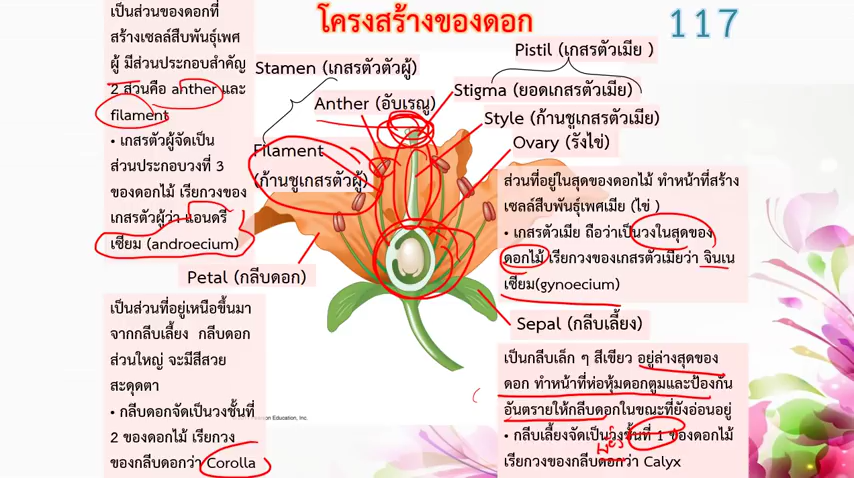 โครงสร้างของดอก
117
เป็นส่วนของดอกที่
สร้างเซลล์สืบพันธุ์เพศ
ผู้ มีส่วนประกอบสำคัญ
2 ส่วนคือ anther และ
filament
• เกสรตัวผู้จัดเป็น
ส่วนประกอบวงที่ 3
ของดอกไม้ เรียกวงของ
เกสรตัวผู้ว่า แอนดรี
เซียม (androecium)
Stamen (เกสรตัวตัวผู้)
Anther (อับเรณู)
Filament
(ก้านชูเกสรตัวผู้)
Petal (กลีบดอก)
Pistil (เกสรตัวเมีย )
Stigma (ยอดเกสรตัวเมีย)
Style (ก้านชูเกสรตัวเมีย)
Ovary (รังไข่)
ส่วนที่อยู่ในสุดของดอกไม้ ทำหน้าที่สร้าง
เซลล์สืบพันธุ์เพศเมีย (ไข่ )
• เกสรตัวเมีย ถือว่าเป็นวงในสุดของ
ดอกไม้ เรียกวงของเกสรตัวเมียว่า จินเน
เซียม(gynoecium)
Sepal (กลีบเลี้ยง)
เป็นส่วนที่อยู่เหนือขึ้นมา
จากกลีบเลี้ยง กลีบดอก
ส่วนใหญ่ จะมีสีสวย
สะดุดตา
• กลีบดอกจัดเป็นวงชั้นที่
2 ของดอกไม้ เรียกวง
ของกลีบดอกว่า Corolla
เป็นกลีบเล็ก ๆ สีเขียว อยู่ล่างสุดของ
ดอก ทำหน้าที่ห่อหุ้มดอกตูมและป้องกัน
อันตรายให้กลีบดอกในขณะที่ยังอ่อนอยู่
• กลีบเลี้ยงจัดเป็นวงชั้นที่ 1 ของดอกไม้
เรียกวงของกลีบดอกว่า Calyx
Education, Inc.